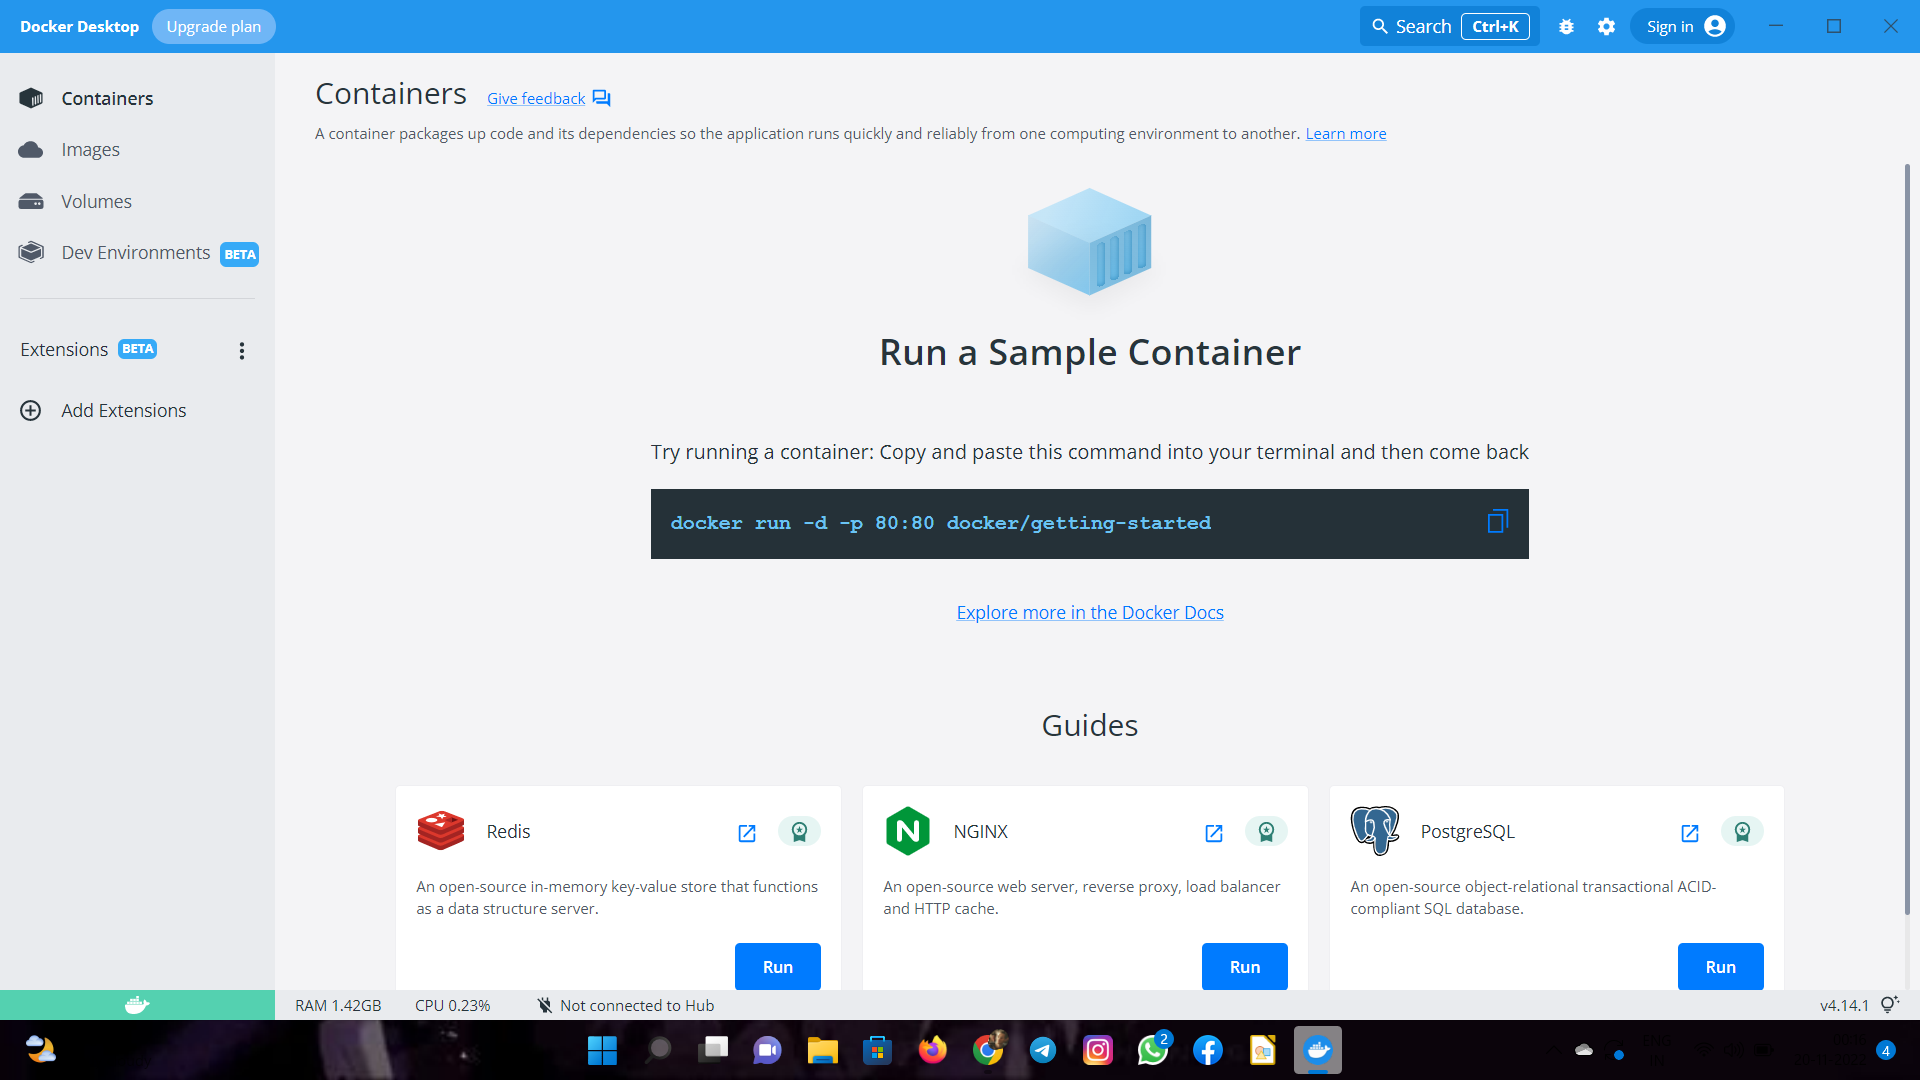 Docker Desktop Upgrade plan Search Ctrl+K Sign in
Containers
Images
Volumes
Dev Environments BETA
Extensions BETA
Add Extensions
Containers Give feedback
A container packages up code and its dependencies so the application runs quickly and reliably from one computing environment to another. Learn more
Run a Sample Container
Try running a container: Copy and paste this command into your terminal and then come back
docker run -d -p 80:80 docker/getting-started
Explore more in the Docker Docs
Guides
Redis
An open-source in-memory key-value store that functions
as a data structure server.
Run
NGINX
An open-source web server, reverse proxy, load balancer
and HTTP cache.
Run
PostgreSQL
An open-source object-relational transactional ACID-
compliant SQL database.
Run
RAM 1.42GB CPU 0.23% Not connected to Hub v4.14.1
2
4